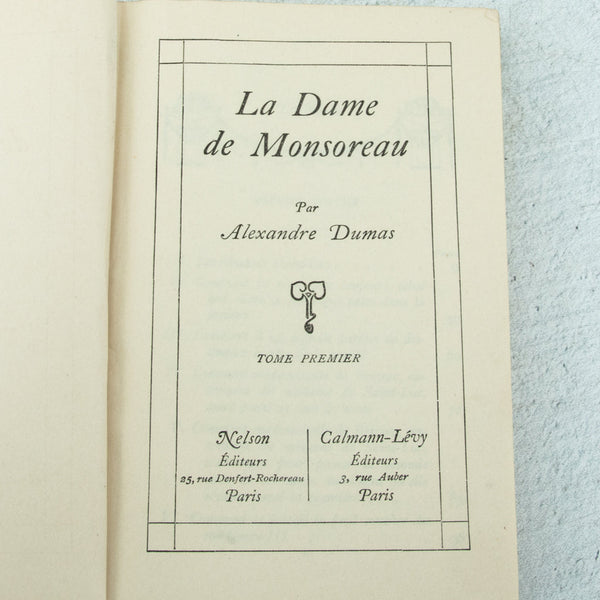 La Dame
de Monsoreau
Par
Alexandre Dumas
TOME PREMIER
Nelson
Éditeurs
25, rue Denfert-Rochereau
Paris
Calmann-Lévy
Éditeurs
3, rue Auber
Paris